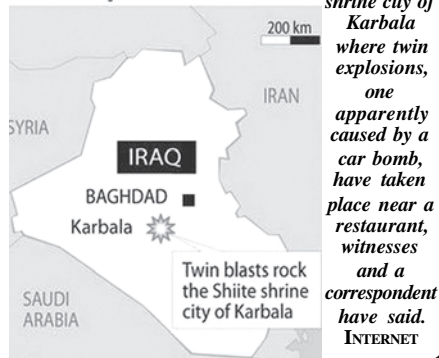 200 km
IRAN
SYRIA
IRAQ
BAGHDAD
Karbala
Twin blasts rock
the Shiite shrine
city of Karbala
SAUDI
ARABIA
shrine city of
Karbala
where twin
explosions,
one
apparently
caused by a
car bomb,
have taken
place near a
restaurant,
witnesses
and a
correspondent
have said.
INTERNET